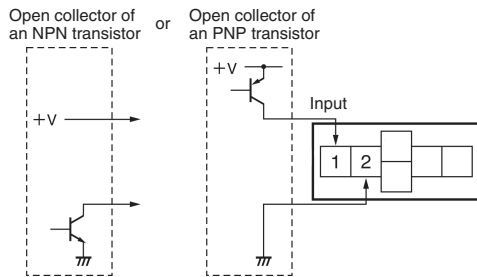 Open collector of
an NPN transistor
or
Open collector of
an PNP transistor
+V
+V
Input
1 2